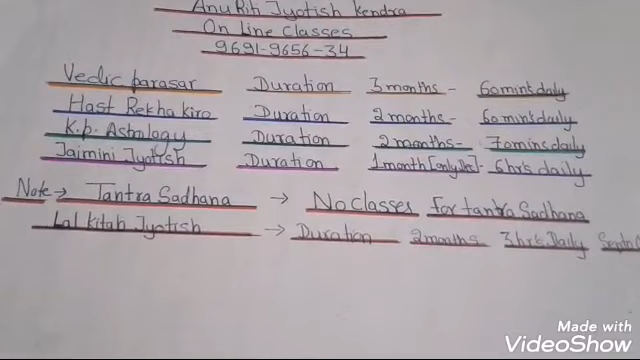 Anu Rih Jyotish Kendra
On Line Classes
9691-9656-34
Vedic parasar Duration 3 months - 60 mints daily
Hast Rekha kiro Duration 2 months - 60 mints daily
K.p. Astrology Duration 2 months - 70 mins daily
Jaimini Jyotish Duration 1 month [only Dec] - 6 hrs daily
Note → Tantra Sadhana → No classes for tantra Sadhana
Lal kitab Jyotish → Duration 2 months 3 hrs. Daily
Made with
VideoShow